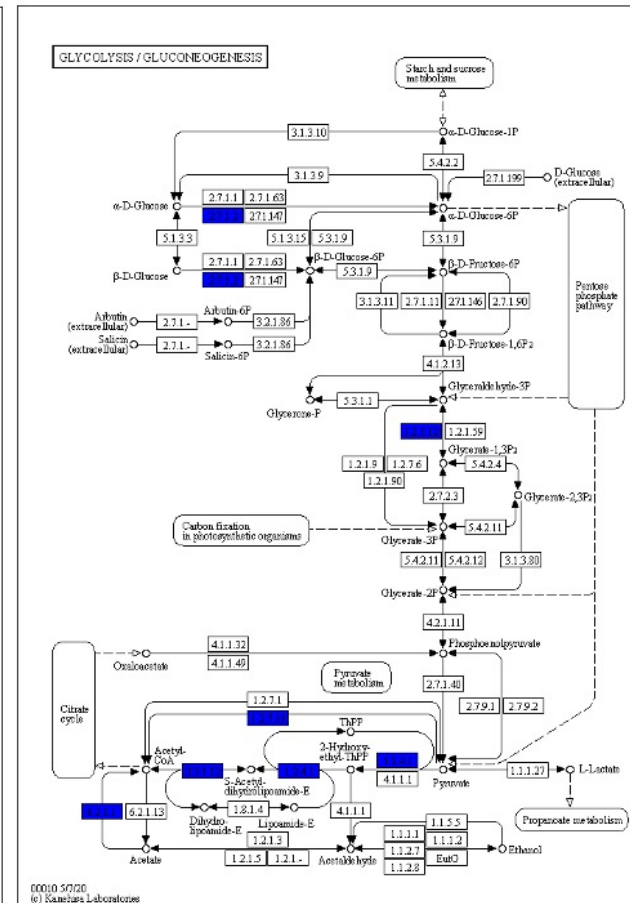 GLYCOLYSIS / GLUCONEOGENESIS
Starch and sucrose
metabolism
3.1.3.10
α-D-Glucose-1P
5.4.2.2
3.1.3.9
2.7.1.199
D-Glucose
(extracellular)
α-D-Glucose
2.7.1.1
2.7.1.63
2.7.1.147
α-D-Glucose-6P
5.1.3.3
5.1.3.15
5.3.1.9
5.3.1.9
β-D-Glucose-6P
2.7.1.1
2.7.1.63
2.7.1.147
β-D-Glucose
5.3.1.9
β-D-Fructose-6P
Pentose
phosphate
pathway
3.1.3.11
2.7.1.11
2.7.1.146
2.7.1.90
Arbutin
(extracellular)
2.7.1.-
Arbutin-6P
3.2.1.86
Salicin
(extracellular)
2.7.1.-
Salicin-6P
3.2.1.86
β-D-Fructose-1,6P2
4.1.2.13
Glyceraldehyde-3P
Glycerone-P
5.3.1.1
1.2.1.59
Glycerate-1,3P2
1.2.1.9
1.2.7.6
1.2.1.90
5.4.2.4
2.7.2.3
Glycerate-2,3P2
Carbon fixation
in photosynthetic organisms
Glycerate-3P
5.4.2.11
5.4.2.11
5.4.2.12
3.1.3.80
Glycerate-2P
4.2.1.11
4.1.1.32
4.1.1.49
Oxaloacetate
Phosphoenolpyruvate
Pyruvate
metabolism
Citrate
cycle
2.7.1.40
2.7.9.1
2.7.9.2
1.2.7.1
ThPP
Acetyl-
CoA
2-Hydroxy-
ethyl-ThPP
S-Acetyl-
dihydrolipoamide-E
4.1.1.1
Pyruvate
1.1.1.27
L-Lactate
6.2.1.13
1.8.1.4
Dihydro-
lipoamide-E
Lipoamide-E
4.1.1.1
Propanoate metabolism
1.2.1.3
1.2.1.5
1.2.1.-
Acetate
Acetaldehyde
1.1.1.1
1.1.5.5
1.1.1.2
1.1.2.7
1.1.2.8
EutG
Ethanol
00010 5/7/20
(c) Kanehisa Laboratories